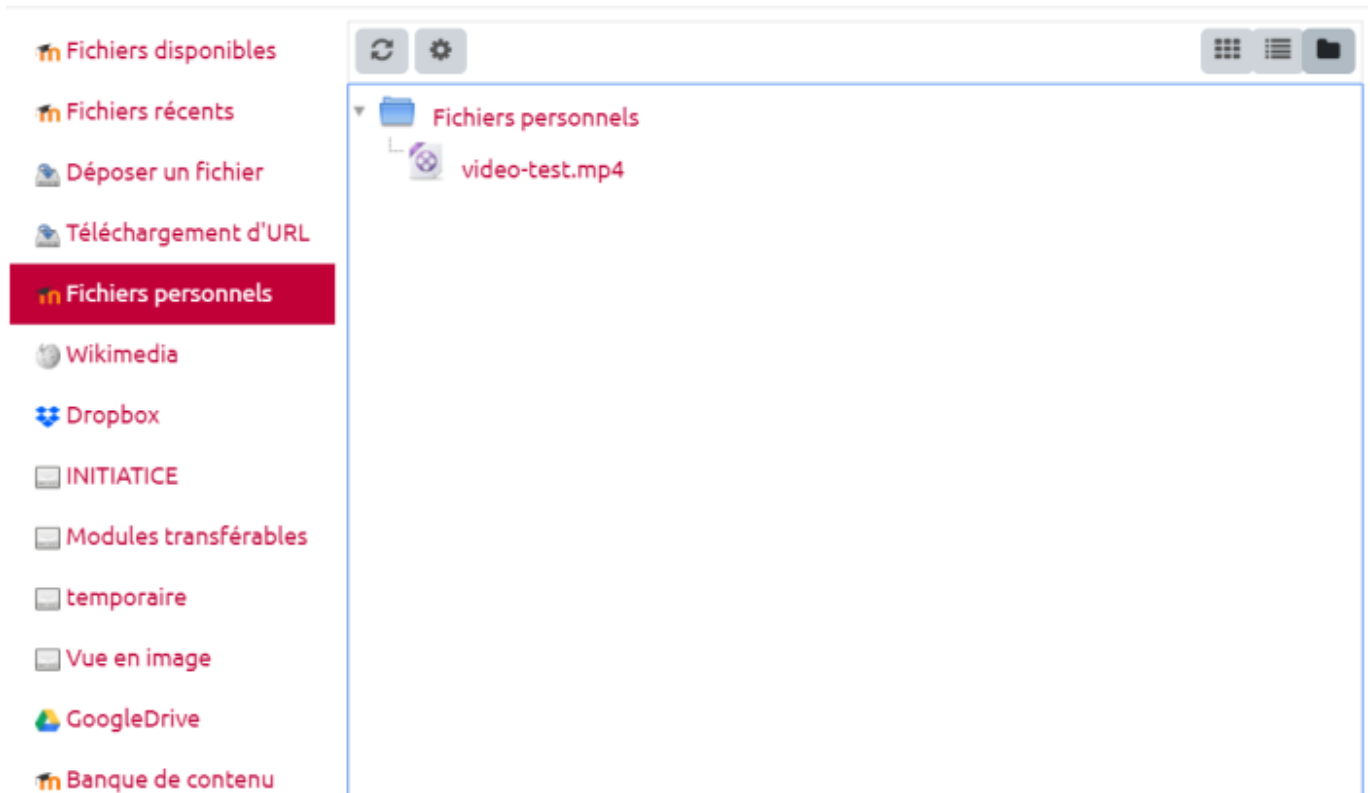 Fichiers disponibles
Fichiers récents
Déposer un fichier
Téléchargement d'URL
Fichiers personnels
Wikimedia
Dropbox
INITIATICE
Modules transférables
temporaire
Vue en image
GoogleDrive
Banque de contenu
Fichiers personnels
video-test.mp4